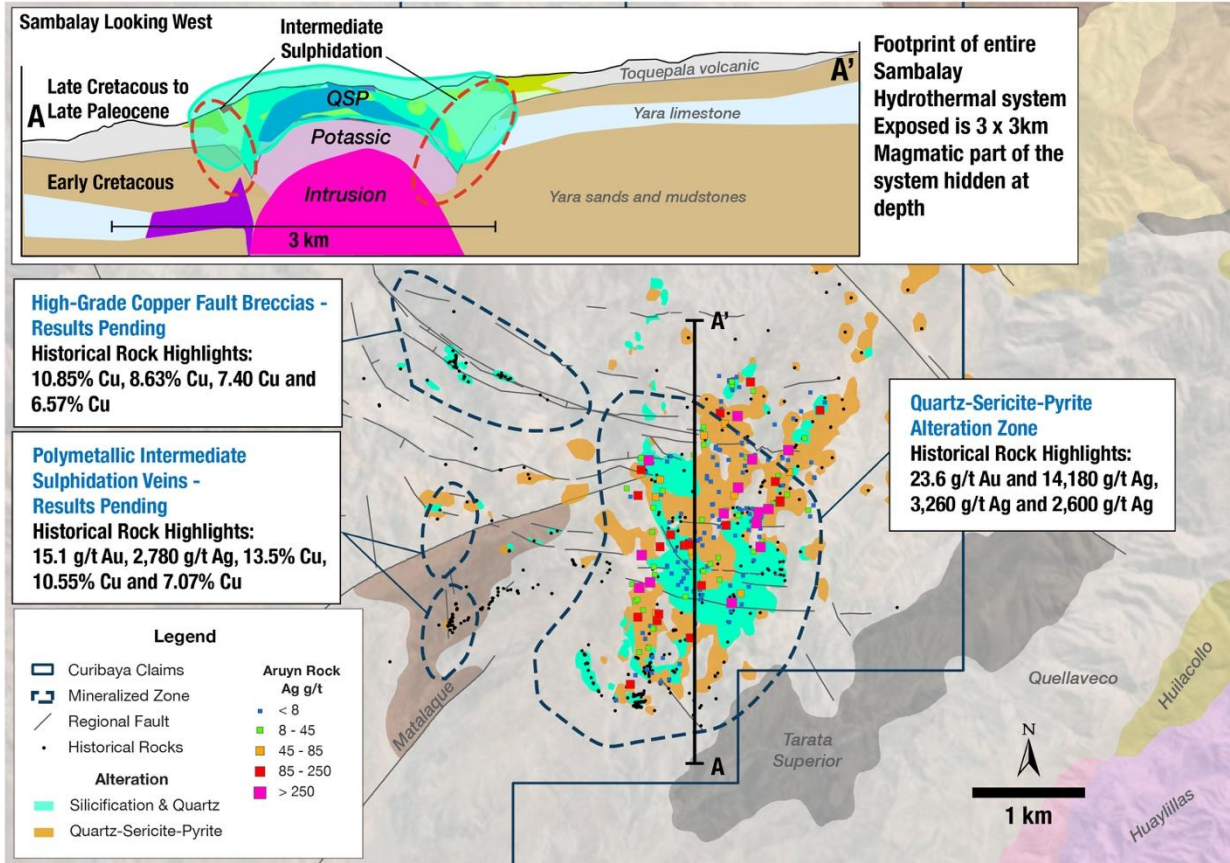 Sambalay Looking West
Intermediate
Sulphidation
Late Cretaceous to
Late Paleocene
A
A'
QSP
Potassic
Intrusion
Early Cretacous
3 km
Toquepala volcanic
Yara limestone
Yara sands and mudstones
Footprint of entire
Sambalay
Hydrothermal system
Exposed is 3 x 3km
Magmatic part of the
system hidden at
depth
High-Grade Copper Fault Breccias -
Results Pending
Historical Rock Highlights:
10.85% Cu, 8.63% Cu, 7.40 Cu and
6.57% Cu
Polymetallic Intermediate
Sulphidation Veins -
Results Pending
Historical Rock Highlights:
15.1 g/t Au, 2,780 g/t Ag, 13.5% Cu,
10.55% Cu and 7.07% Cu
Quartz-Sericite-Pyrite
Alteration Zone
Historical Rock Highlights:
23.6 g/t Au and 14,180 g/t Ag,
3,260 g/t Ag and 2,600 g/t Ag
A'
A
Legend
Curibaya Claims
Mineralized Zone
Regional Fault
Historical Rocks
Alteration
Silicification & Quartz
Quartz-Sericite-Pyrite
Aruyn Rock
Ag g/t
< 8
8 - 45
45 - 85
85 - 250
> 250
Matalaque
Tarata
Superior
Quellaveco
Huilacollo
Huaylillas
N
1 km